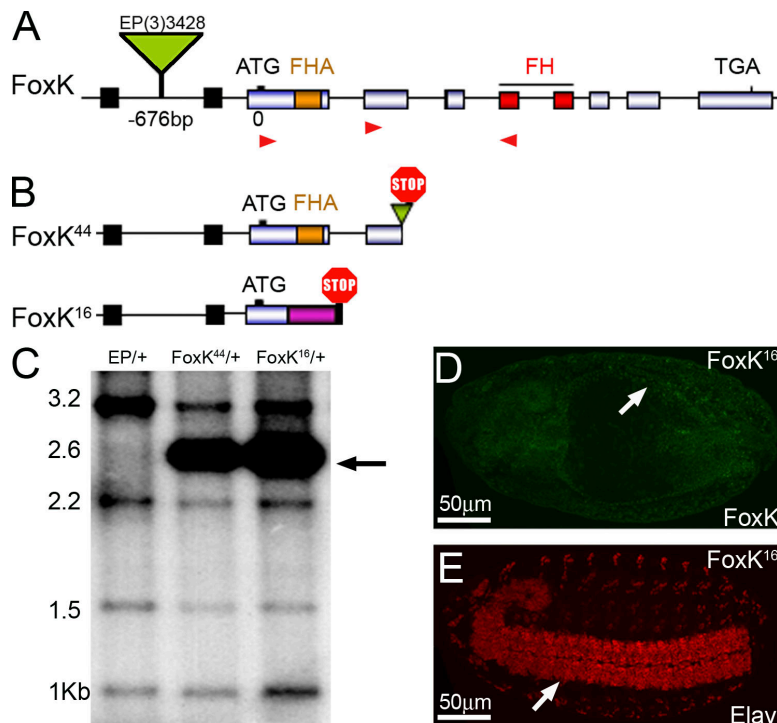 A
EP(3)3428
FoxK
ATG FHA
FH
TGA
-676bp
0
B
STOP
ATG FHA
FoxK44
STOP
ATG
FoxK16
C
EP/+ FoxK44/+ FoxK16/+
3.2
2.6
2.2
1.5
1Kb
D
FoxK16
50μm
FoxK
E
FoxK16
50μm
Elav